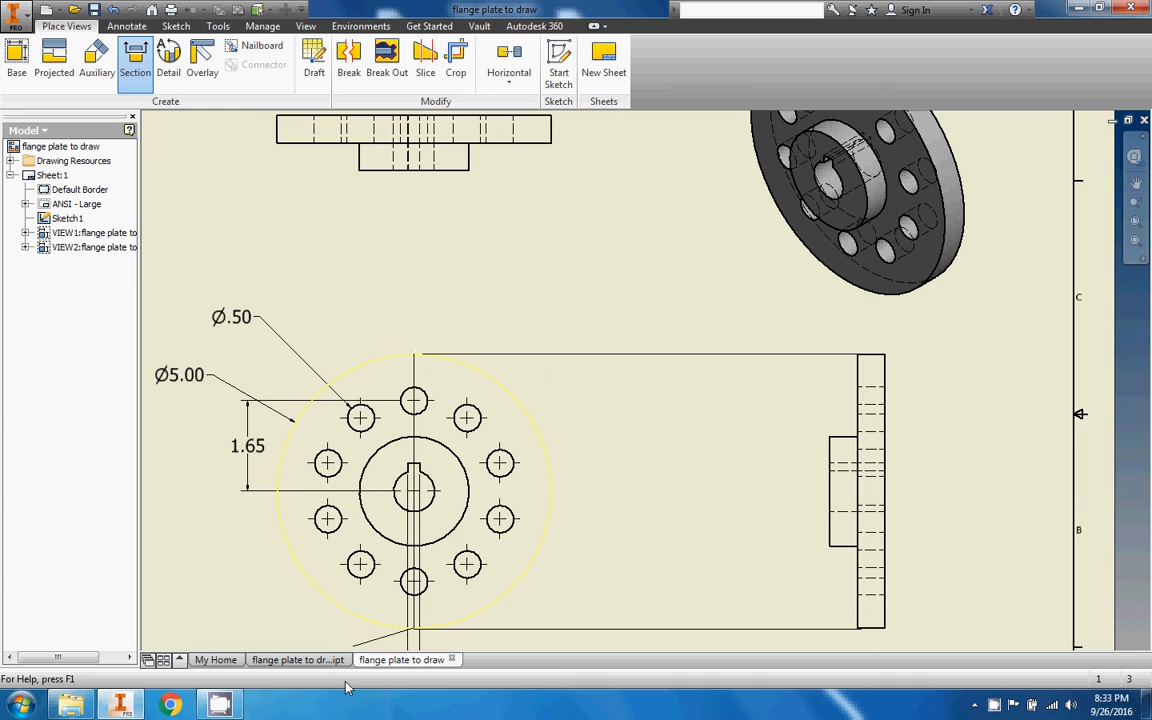 flange plate to draw
Sign In
PRO
Place Views
Annotate
Sketch
Tools
Manage
View
Environments
Get Started
Vault
Autodesk 360
Base
Projected
Auxiliary
Section
Detail
Overlay
Nailboard
Connector
Draft
Break
Break Out
Slice
Crop
Horizontal
Start
Sketch
New Sheet
Create
Modify
Sketch
Sheets
Model
flange plate to draw
Drawing Resources
Sheet:1
Default Border
ANSI - Large
Sketch1
VIEW1:flange plate to
VIEW2:flange plate to
Ø.50
Ø5.00
1.65
C
B
My Home
flange plate to dr...ipt
flange plate to draw
For Help, press F1
1
3
PRO
8:33 PM
9/26/2016